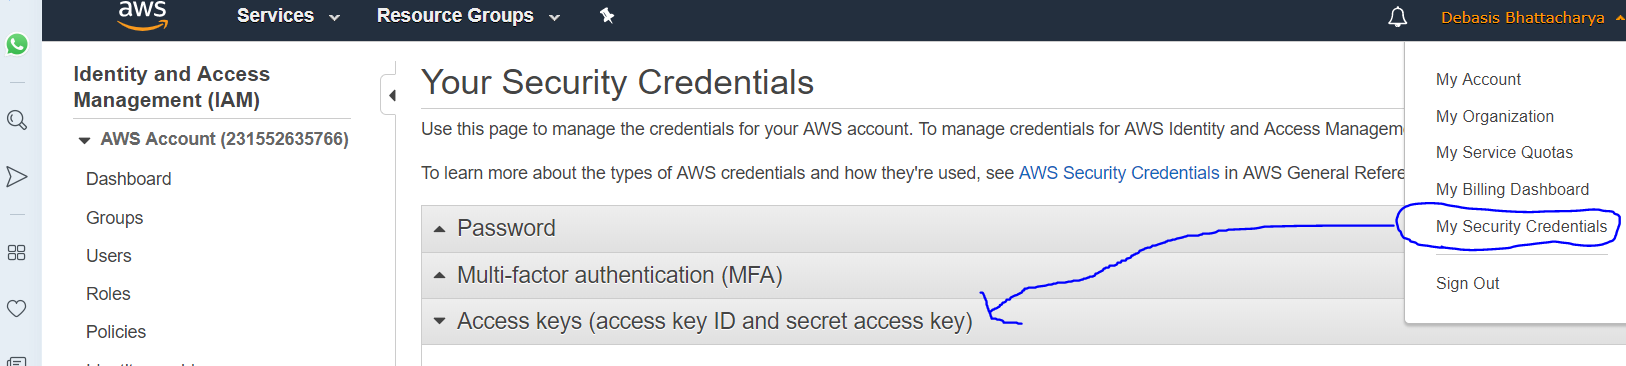 aws
Services
Resource Groups
Debasis Bhattacharya
Identity and Access
Management (IAM)
AWS Account (231552635766)
Dashboard
Groups
Users
Roles
Policies
Your Security Credentials
Use this page to manage the credentials for your AWS account. To manage credentials for AWS Identity and Access Managem
To learn more about the types of AWS credentials and how they're used, see AWS Security Credentials in AWS General Refere
Password
Multi-factor authentication (MFA)
Access keys (access key ID and secret access key)
My Account
My Organization
My Service Quotas
My Billing Dashboard
My Security Credentials
Sign Out